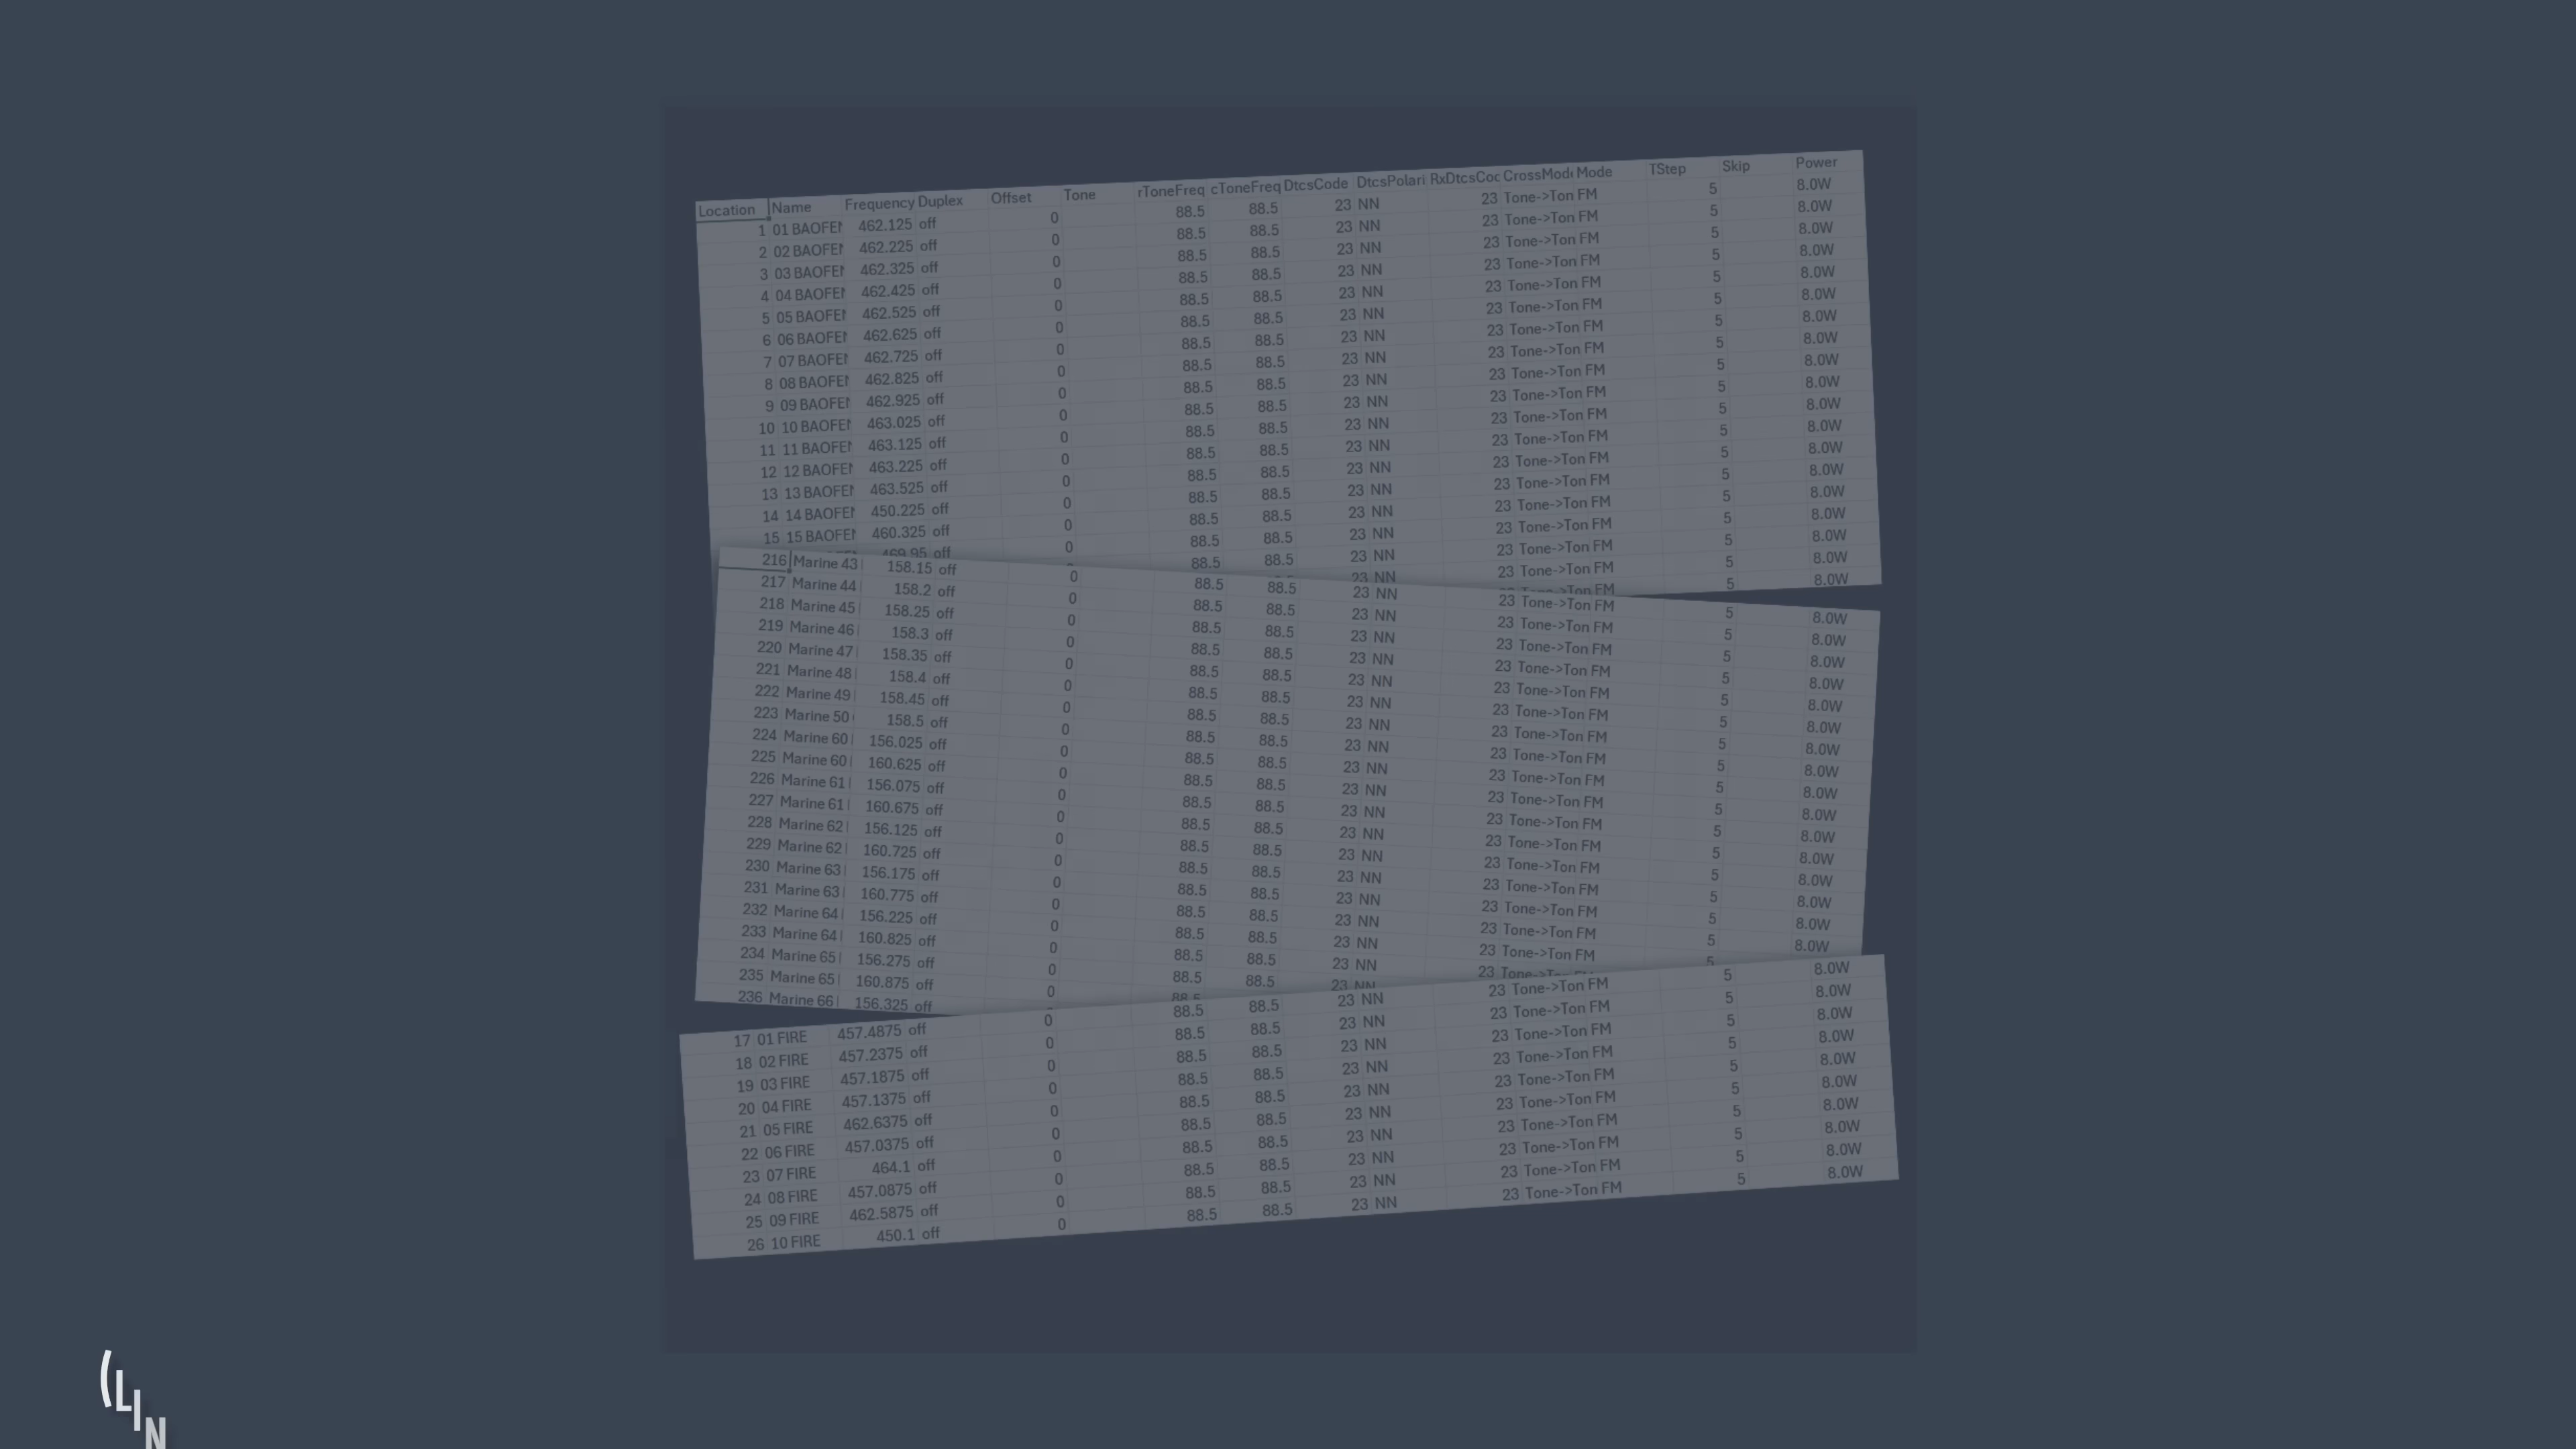 Location Name Frequency Duplex Offset Tone rToneFreq cToneFreq DtcsCode DtcsPolari RxDtcsCoc CrossMod Mode TStep Skip Power
1 01 BAOFE 462.125 off 0 88.5 88.5 23 NN 23 Tone->Ton FM 5 8.0W
2 02 BAOFE 462.225 off 0 88.5 88.5 23 NN 23 Tone->Ton FM 5 8.0W
3 03 BAOFE 462.325 off 0 88.5 88.5 23 NN 23 Tone->Ton FM 5 8.0W
4 04 BAOFE 462.425 off 0 88.5 88.5 23 NN 23 Tone->Ton FM 5 8.0W
5 05 BAOFE 462.525 off 0 88.5 88.5 23 NN 23 Tone->Ton FM 5 8.0W
6 06 BAOFE 462.625 off 0 88.5 88.5 23 NN 23 Tone->Ton FM 5 8.0W
7 07 BAOFE 462.725 off 0 88.5 88.5 23 NN 23 Tone->Ton FM 5 8.0W
8 08 BAOFE 462.825 off 0 88.5 88.5 23 NN 23 Tone->Ton FM 5 8.0W
9 09 BAOFE 462.925 off 0 88.5 88.5 23 NN 23 Tone->Ton FM 5 8.0W
10 10 BAOFE 463.025 off 0 88.5 88.5 23 NN 23 Tone->Ton FM 5 8.0W
11 11 BAOFE 463.125 off 0 88.5 88.5 23 NN 23 Tone->Ton FM 5 8.0W
12 12 BAOFE 463.225 off 0 88.5 88.5 23 NN 23 Tone->Ton FM 5 8.0W
13 13 BAOFE 463.525 off 0 88.5 88.5 23 NN 23 Tone->Ton FM 5 8.0W
14 14 BAOFE 450.225 off 0 88.5 88.5 23 NN 23 Tone->Ton FM 5 8.0W
15 15 BAOFE 460.325 off 0 88.5 88.5 23 NN 23 Tone->Ton FM 5 8.0W
469.95 off 88.5 88.5 23 NN 23 Tone->Ton FM 5 8.0W
216 Marine 43 158.15 off 0 88.5 88.5 23 NN 23 Tone->Ton FM 5 8.0W
217 Marine 44 158.2 off 0 88.5 88.5 23 NN 23 Tone->Ton FM 5 8.0W
218 Marine 45 158.25 off 0 88.5 88.5 23 NN 23 Tone->Ton FM 5 8.0W
219 Marine 46 158.3 off 0 88.5 88.5 23 NN 23 Tone->Ton FM 5 8.0W
220 Marine 47 158.35 off 0 88.5 88.5 23 NN 23 Tone->Ton FM 5 8.0W
221 Marine 48 158.4 off 0 88.5 88.5 23 NN 23 Tone->Ton FM 5 8.0W
222 Marine 49 158.45 off 0 88.5 88.5 23 NN 23 Tone->Ton FM 5 8.0W
223 Marine 50 158.5 off 0 88.5 88.5 23 NN 23 Tone->Ton FM 5 8.0W
224 Marine 60 156.025 off 0 88.5 88.5 23 NN 23 Tone->Ton FM 5 8.0W
225 Marine 60 160.625 off 0 88.5 88.5 23 NN 23 Tone->Ton FM 5 8.0W
226 Marine 61 156.075 off 0 88.5 88.5 23 NN 23 Tone->Ton FM 5 8.0W
227 Marine 61 160.675 off 0 88.5 88.5 23 NN 23 Tone->Ton FM 5 8.0W
228 Marine 62 156.125 off 0 88.5 88.5 23 NN 23 Tone->Ton FM 5 8.0W
229 Marine 62 160.725 off 0 88.5 88.5 23 NN 23 Tone->Ton FM 5 8.0W
230 Marine 63 156.175 off 0 88.5 88.5 23 NN 23 Tone->Ton FM 5 8.0W
231 Marine 63 160.775 off 0 88.5 88.5 23 NN 23 Tone->Ton FM 5 8.0W
232 Marine 64 156.225 off 0 88.5 88.5 23 NN 23 Tone->Ton FM 5 8.0W
233 Marine 64 160.825 off 0 88.5 88.5 23 NN 23 Tone->Ton FM 5 8.0W
234 Marine 65 156.275 off 0 88.5 88.5 23 NN 23 Tone->Ton FM 5
235 Marine 65 160.875 off 0 88.5 88.5 23 NN
236 Marine 66 156.325 off
17 01 FIRE 457.4875 off 0 88.5 88.5 23 NN 23 Tone->Ton FM 5 8.0W
18 02 FIRE 457.2375 off 0 88.5 88.5 23 NN 23 Tone->Ton FM 5 8.0W
19 03 FIRE 457.1875 off 0 88.5 88.5 23 NN 23 Tone->Ton FM 5 8.0W
20 04 FIRE 457.1375 off 0 88.5 88.5 23 NN 23 Tone->Ton FM 5 8.0W
21 05 FIRE 462.6375 off 0 88.5 88.5 23 NN 23 Tone->Ton FM 5 8.0W
22 06 FIRE 457.0375 off 0 88.5 88.5 23 NN 23 Tone->Ton FM 5 8.0W
23 07 FIRE 464.1 off 0 88.5 88.5 23 NN 23 Tone->Ton FM 5 8.0W
24 08 FIRE 457.0875 off 0 88.5 88.5 23 NN 23 Tone->Ton FM 5 8.0W
25 09 FIRE 462.5875 off 0 88.5 88.5 23 NN 23 Tone->Ton FM 5 8.0W
26 10 FIRE 450.1 off 0 88.5 88.5 23 NN 23 Tone->Ton FM 5 8.0W
(LIN